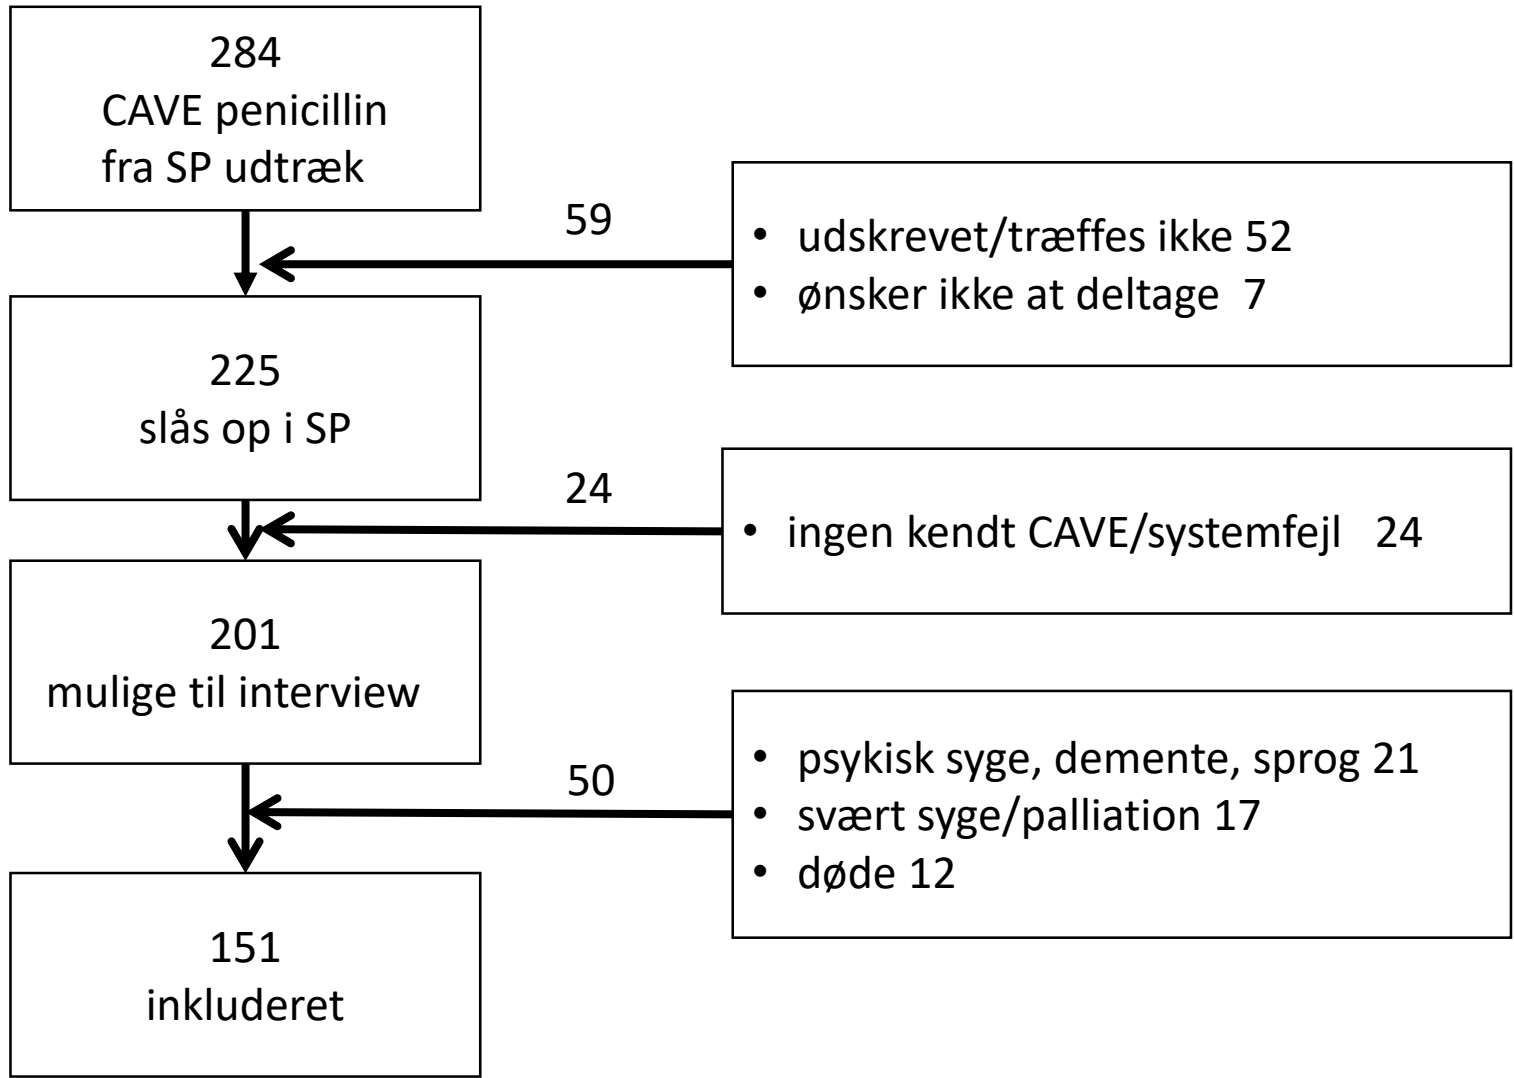 284
CAVE penicillin
fra SP udtræk
59
• udskrevet/træffes ikke 52
• ønsker ikke at deltage 7
225
slås op i SP
24
• ingen kendt CAVE/systemfejl 24
201
mulige til interview
50
• psykisk syge, demente, sprog 21
• svært syge/palliation 17
• døde 12
151
inkluderet